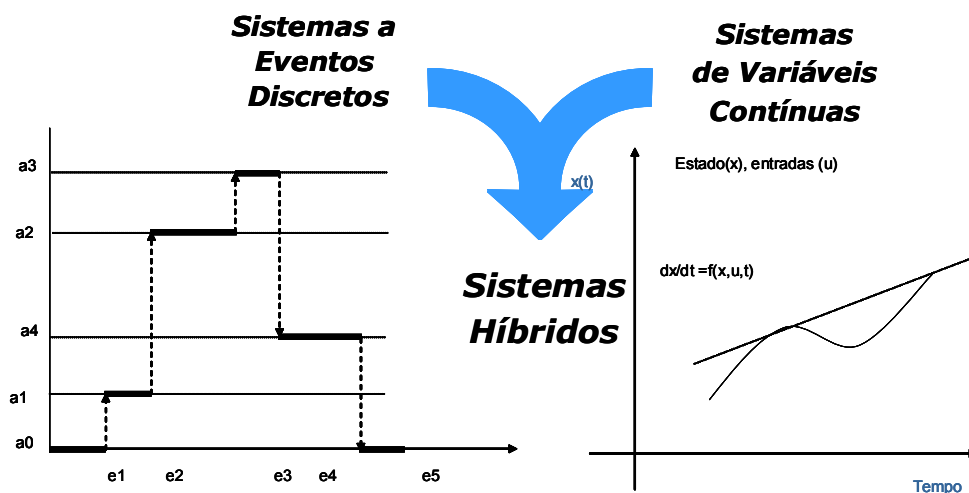 Sistemas a
Eventos
Discretos
Sistemas
de Variáveis
Contínuas
a3
a2
a4
a1
a0
e1 e2 e3 e4 e5
x(t)
Estado(x), entradas (u)
dx/dt =f(x,u,t)
Sistemas
Híbridos
Tempo